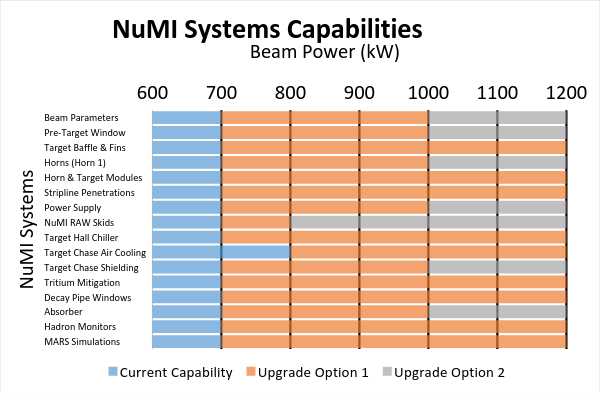 NuMI Systems Capabilities
Beam Power (kW)
600 700 800 900 1000 1100 1200
Beam Parameters
Pre-Target Window
Target Baffle & Fins
Horns (Horn 1)
Horn & Target Modules
Stripline Penetrations
Power Supply
NuMI RAW Skids
Target Hall Chiller
Target Chase Air Cooling
Target Chase Shielding
Tritium Mitigation
Decay Pipe Windows
Absorber
Hadron Monitors
MARS Simulations
NuMI Systems
Current Capability Upgrade Option 1 Upgrade Option 2